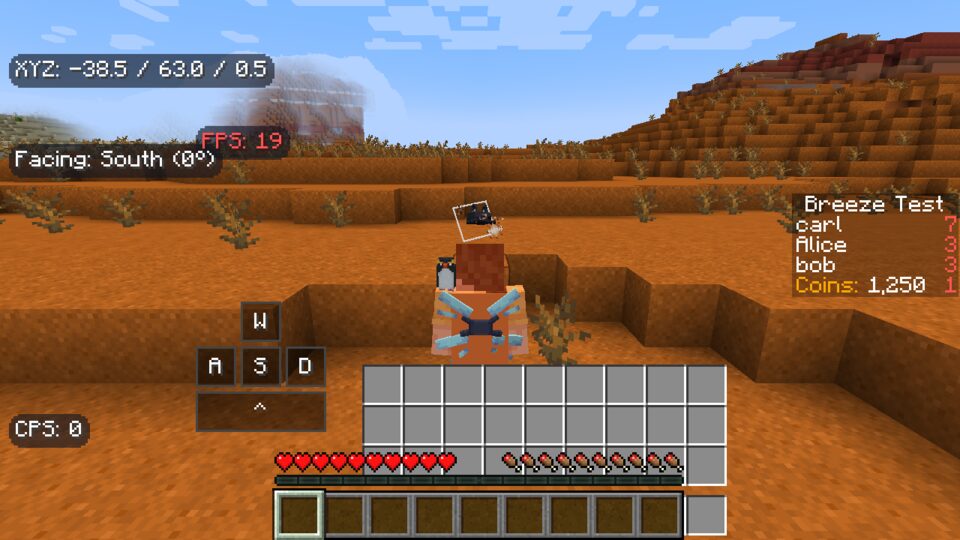 XYZ: -38.5 / 63.0 / 0.5
FPS: 19
Facing: South (0°)
Breeze Test
carl 7
Alice 3
bob 3
Coins: 1,250 1
W
A S D
^
CPS: 0